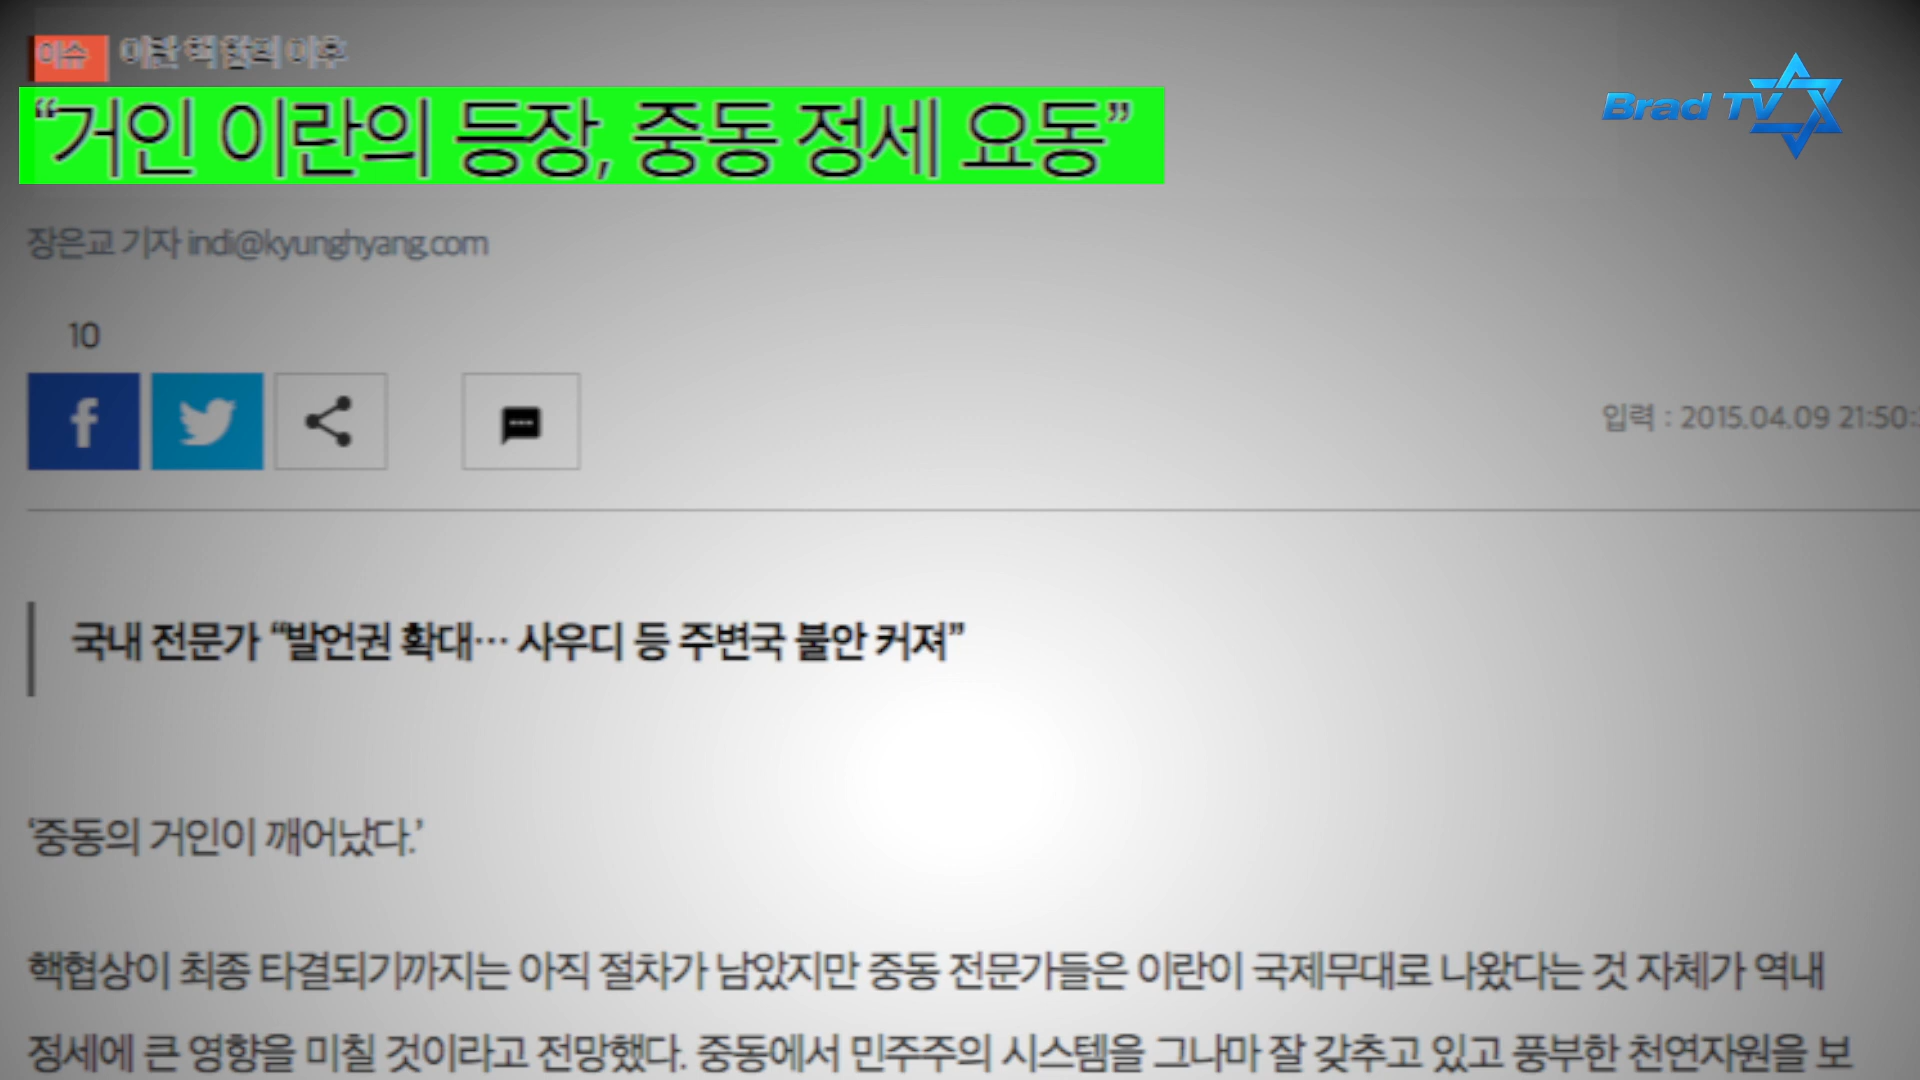 이슈 이란 핵 합의 이후
“거인 이란의 등장, 중동 정세 요동”
Brad TV
장은교 기자 indi@kyunghyang.com
10
입력 : 2015.04.09 21:50:
국내 전문가 “발언권 확대… 사우디 등 주변국 불안 커져”
‘중동의 거인이 깨어났다.’
핵협상이 최종 타결되기까지는 아직 절차가 남았지만 중동 전문가들은 이란이 국제무대로 나왔다는 것 자체가 역내
정세에 큰 영향을 미칠 것이라고 전망했다. 중동에서 민주주의 시스템을 그나마 잘 갖추고 있고 풍부한 천연자원을 보